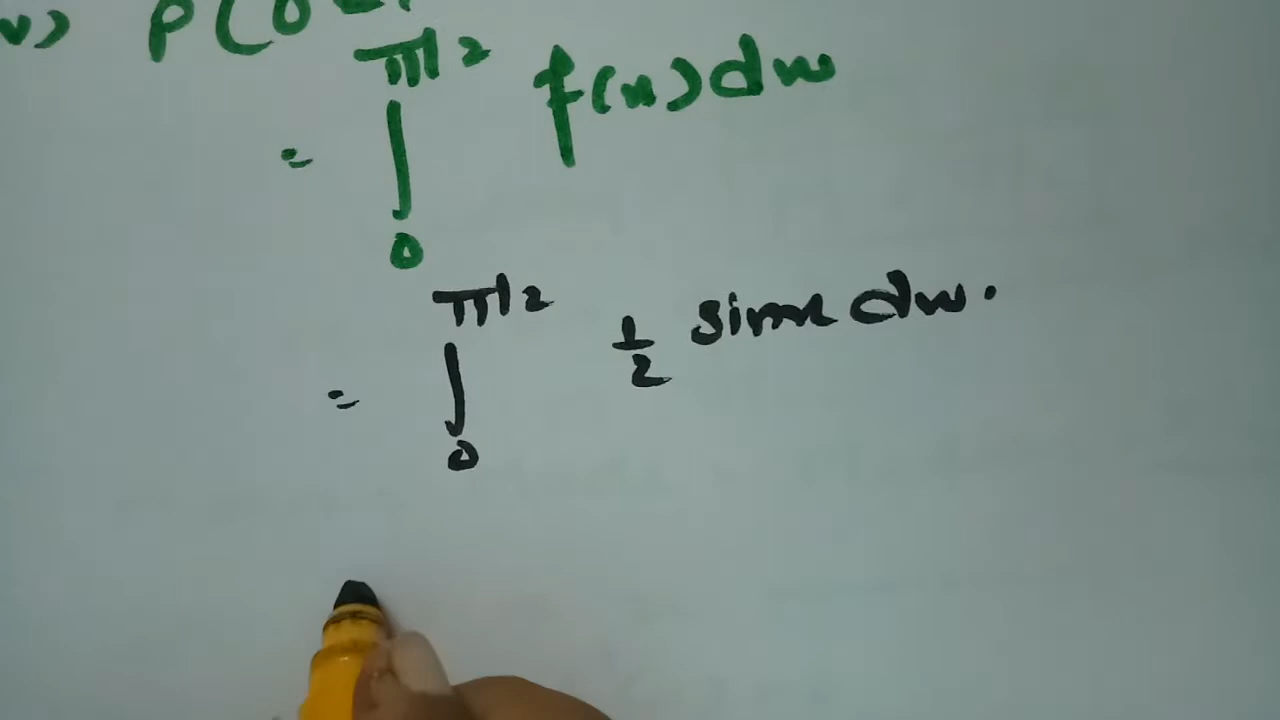 v) P(0
= ∫₀^{π/2} f(x) dx
= ∫₀^{π/2} 1/2 sinx dx.